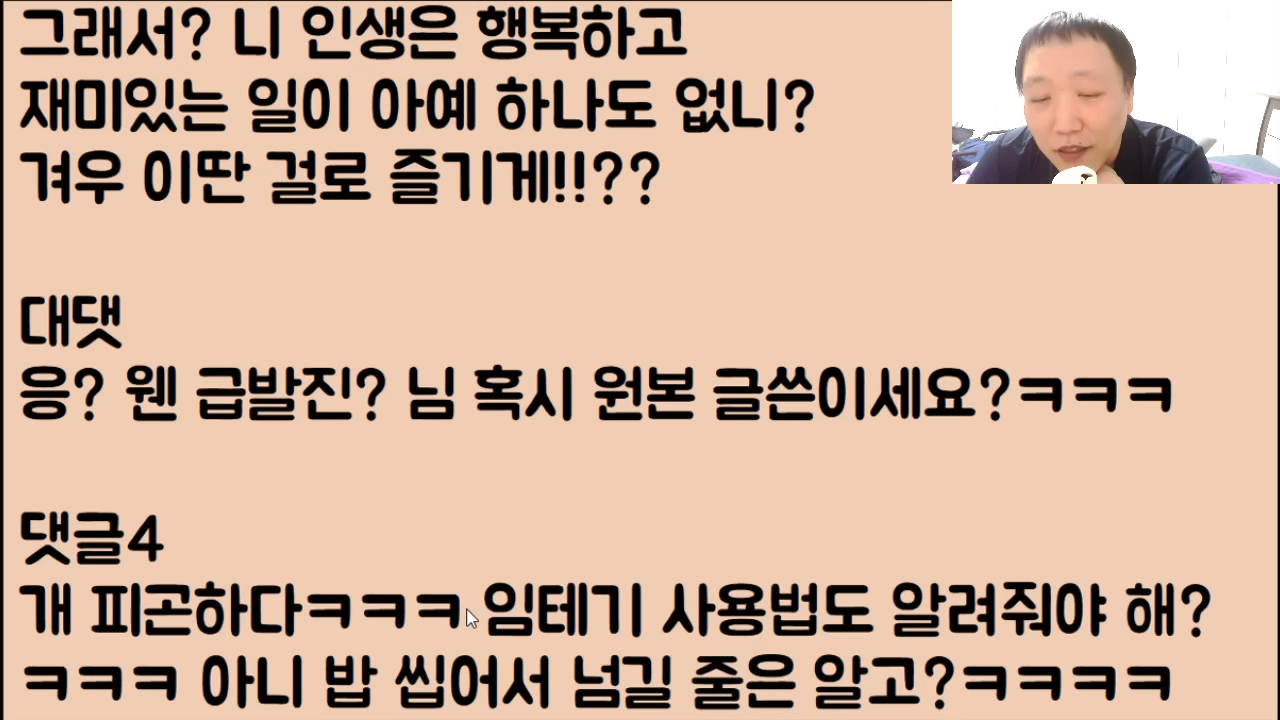 그래서? 니 인생은 행복하고
재미있는 일이 아예 하나도 없니?
겨우 이딴 걸로 즐기게!!??
대댓
응? 웬 급발진? 님 혹시 원본 글쓴이세요?ㅋㅋㅋ
댓글4
개 피곤하다ㅋㅋㅋ 임테기 사용법도 알려줘야 해?
ㅋㅋㅋ 아니 밥 씹어서 넘길 줄은 알고?ㅋㅋㅋㅋ